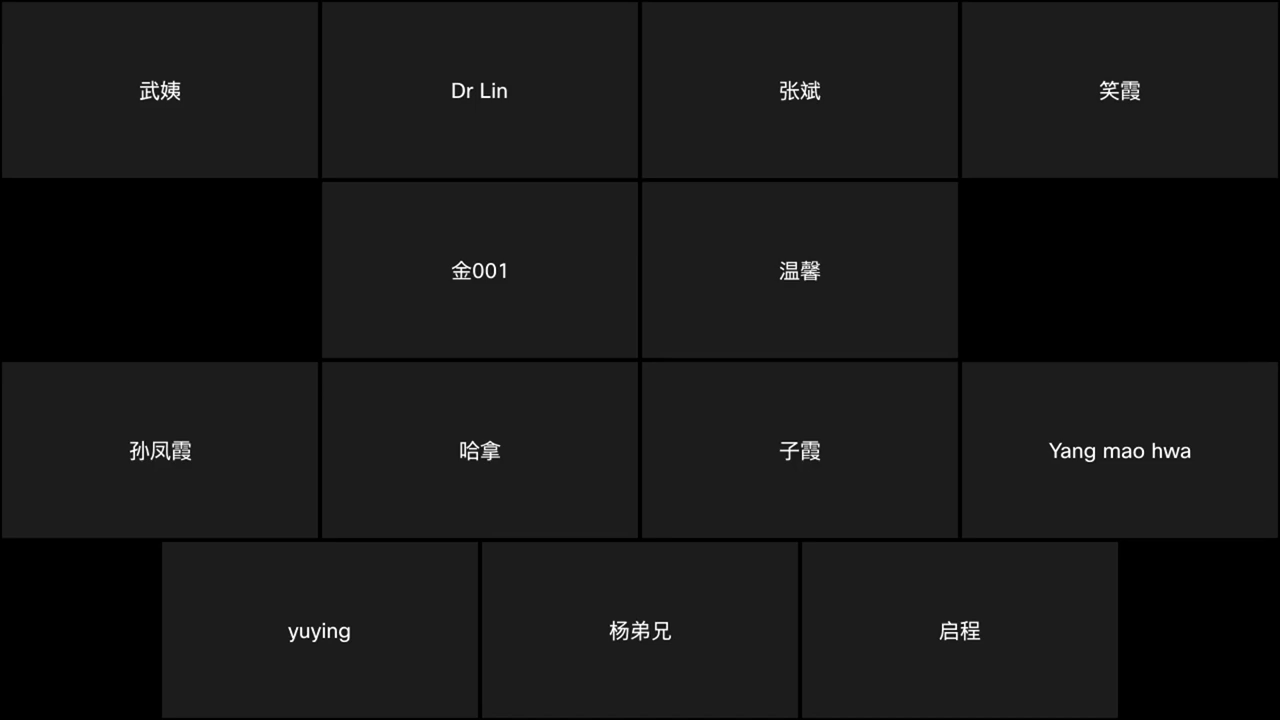 武姨
Dr Lin
张斌
笑霞
金001
温馨
孙凤霞
哈拿
子霞
Yang mao hwa
yuying
杨弟兄
启程